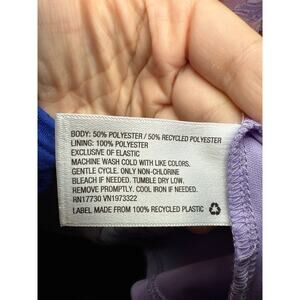 BODY: 50% POLYESTER / 50% RECYCLED POLYESTER
LINING: 100% POLYESTER
EXCLUSIVE OF ELASTIC
MACHINE WASH COLD WITH LIKE COLORS.
GENTLE CYCLE. ONLY NON-CHLORINE
BLEACH IF NEEDED. TUMBLE DRY LOW.
REMOVE PROMPTLY. COOL IRON IF NEEDED.
RN17730 VN1973322
LABEL MADE FROM 100% RECYCLED PLASTIC